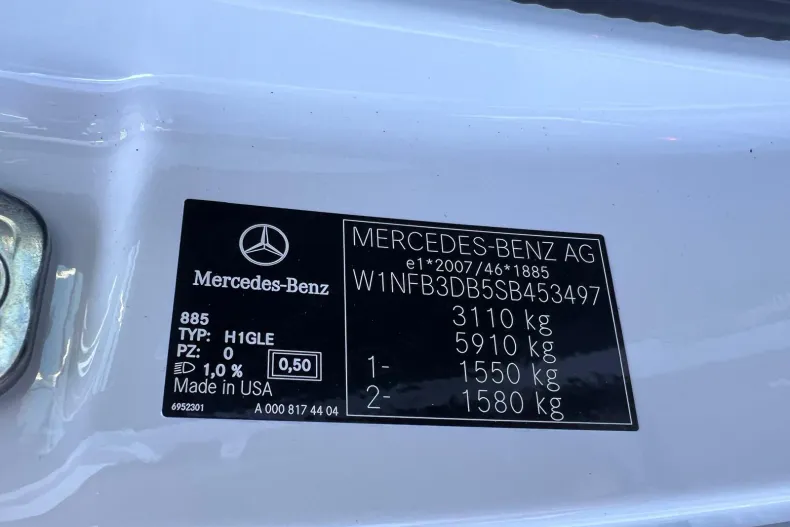 Mercedes-Benz
885
TYP: H1GLE
PZ: 0
1,0 % 0,50
Made in USA
6952301 A 000 817 44 04
MERCEDES-BENZ AG
e1*2007/46*1885
W1NFB3DB5SB453497
3110 kg
5910 kg
1- 1550 kg
2- 1580 kg